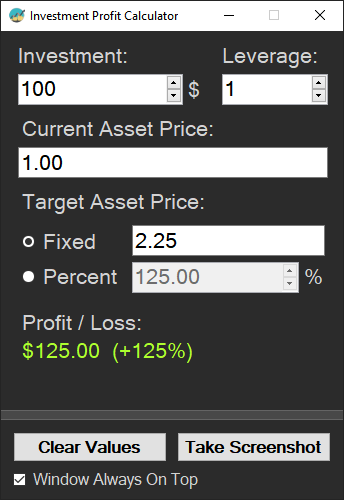 Investment Profit Calculator
Investment: Leverage:
100 $ 1
Current Asset Price:
1.00
Target Asset Price:
Fixed 2.25
Percent 125.00 %
Profit / Loss:
$125.00 (+125%)
Clear Values Take Screenshot
Window Always On Top